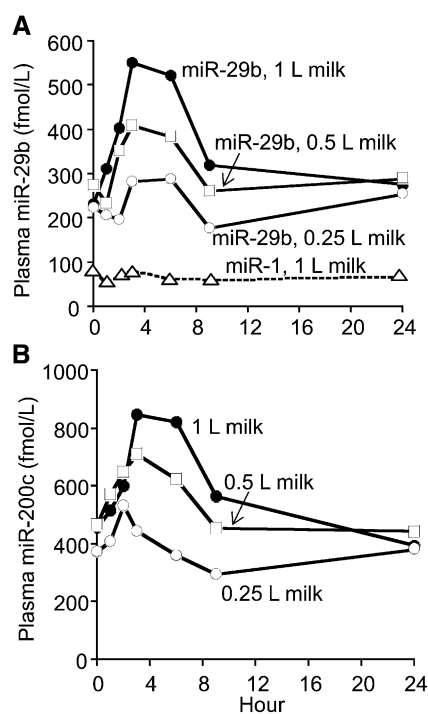 A
Plasma miR-29b (fmol/L)
600
500
400
300
200
100
0
miR-29b, 1 L milk
miR-29b, 0.5 L milk
miR-29b, 0.25 L milk
miR-1, 1 L milk
0 4 8 12 16 20 24
B
Plasma miR-200c (fmol/L)
1000
800
600
400
200
0
1 L milk
0.5 L milk
0.25 L milk
0 4 8 12 16 20 24
Hour